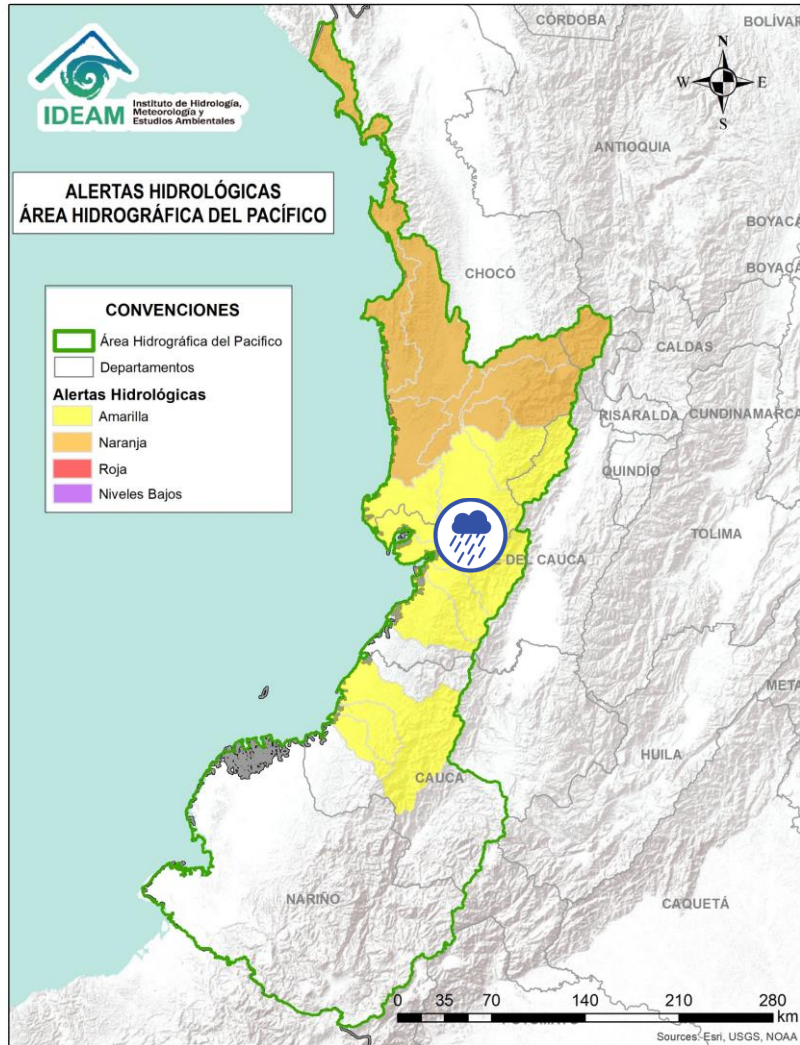 CÓRDOBA
BOLÍVAR
N
W
E
S
IDEAM
Instituto de Hidrología,
Meteorología y
Estudios Ambientales
ANTIOQUIA
ALERTAS HIDROLÓGICAS
ÁREA HIDROGRÁFICA DEL PACÍFICO
BOYACÁ
BOYACÁ
CHOCÓ
CONVENCIONES
Área Hidrográfica del Pacifico
Departamentos
Alertas Hidrológicas
Amarilla
Naranja
Roja
Niveles Bajos
CALDAS
RISARALDA
CUNDINAMARCA
QUINDÍO
TOLIMA
E DEL CAUCA
META
HUILA
CAUCA
NARIÑO
CAQUETÁ
0 35 70 140 210 280
km
Sources: Esri, USGS, NOAA